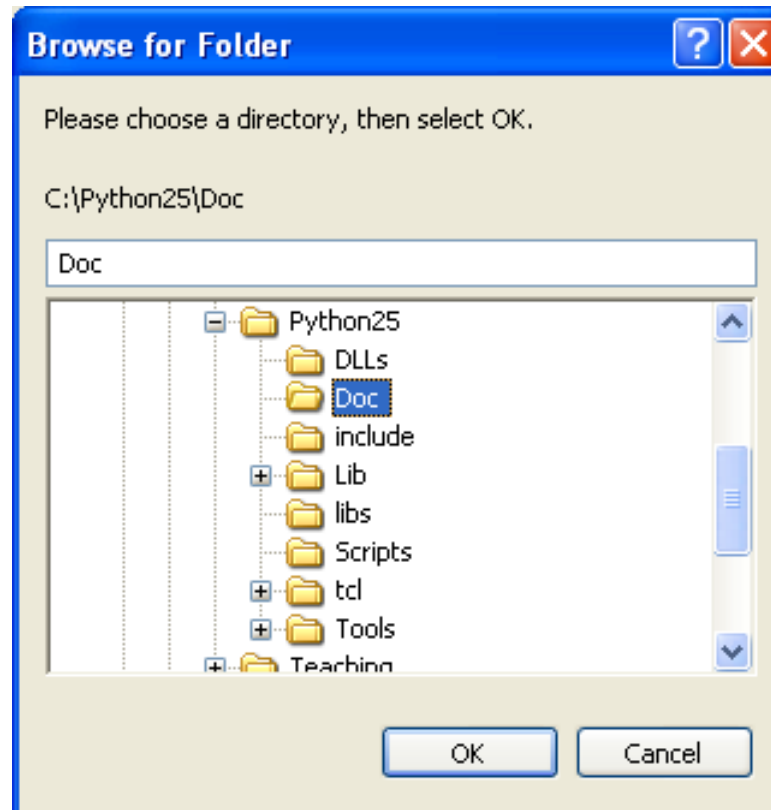 Browse for Folder
Please choose a directory, then select OK.
C:\Python25\Doc
Doc
Python25
DLLs
Doc
include
Lib
libs
Scripts
tcl
Tools
Teaching
OK Cancel